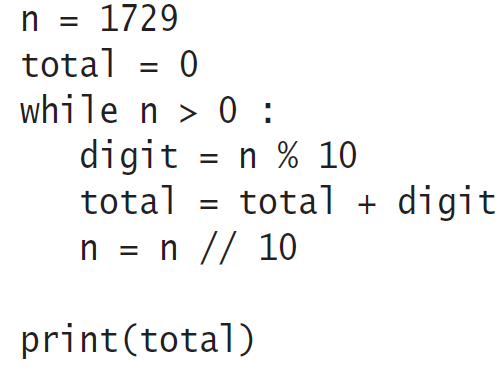 n = 1729
total = 0
while n > 0 :
   digit = n % 10
   total = total + digit
   n = n // 10

print(total)